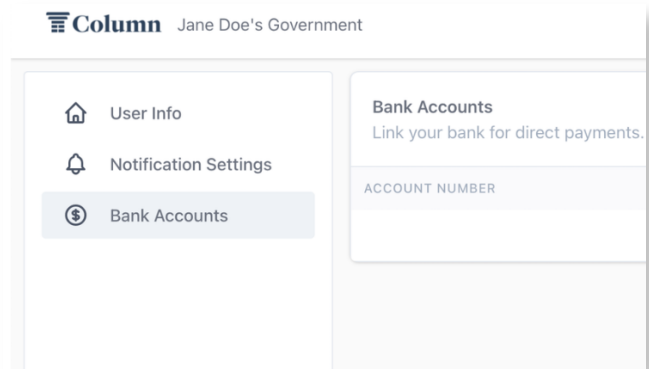 Column Jane Doe's Government
User Info
Notification Settings
Bank Accounts
Bank Accounts
Link your bank for direct payments.
ACCOUNT NUMBER